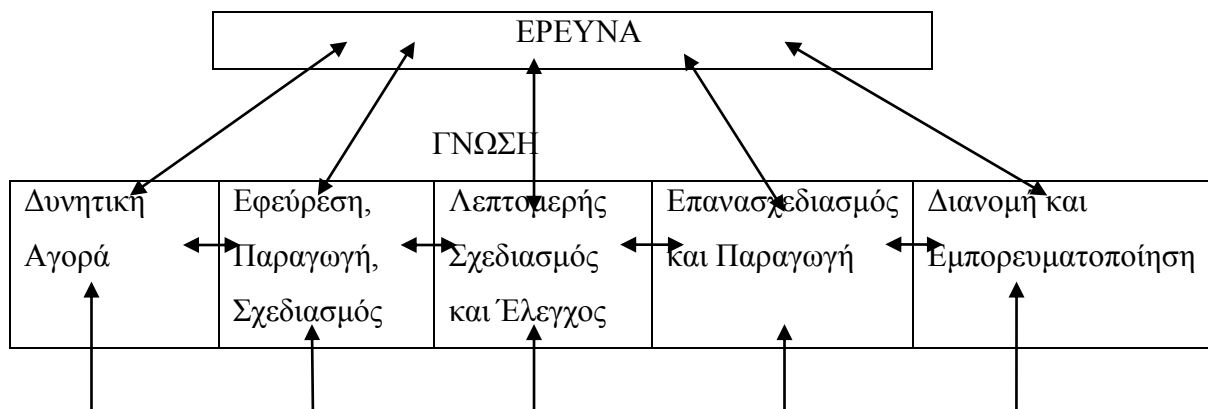 ΕΡΕΥΝΑ
ΓΝΩΣΗ
Δυνητική
Αγορά
Εφεύρεση,
Παραγωγή,
Σχεδιασμός
Λεπτομερής
Σχεδιασμός
και Έλεγχος
Επανασχεδιασμός
και Παραγωγή
Διανομή και
Εμπορευματοποίηση